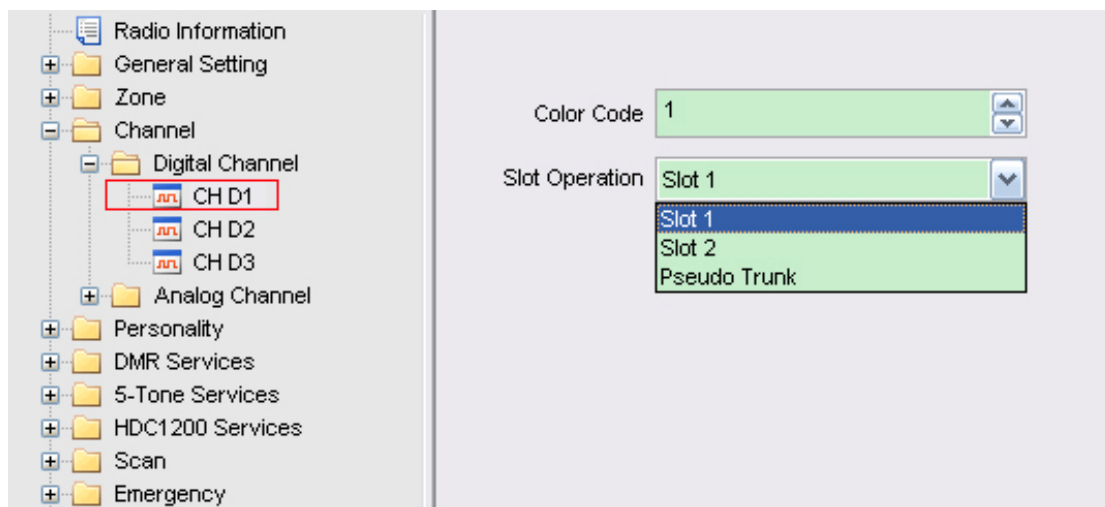 Radio Information
General Setting
Zone
Channel
Digital Channel
CH D1
CH D2
CH D3
Analog Channel
Personality
DMR Services
5-Tone Services
HDC1200 Services
Scan
Emergency
Color Code 1
Slot Operation Slot 1
Slot 1
Slot 2
Pseudo Trunk